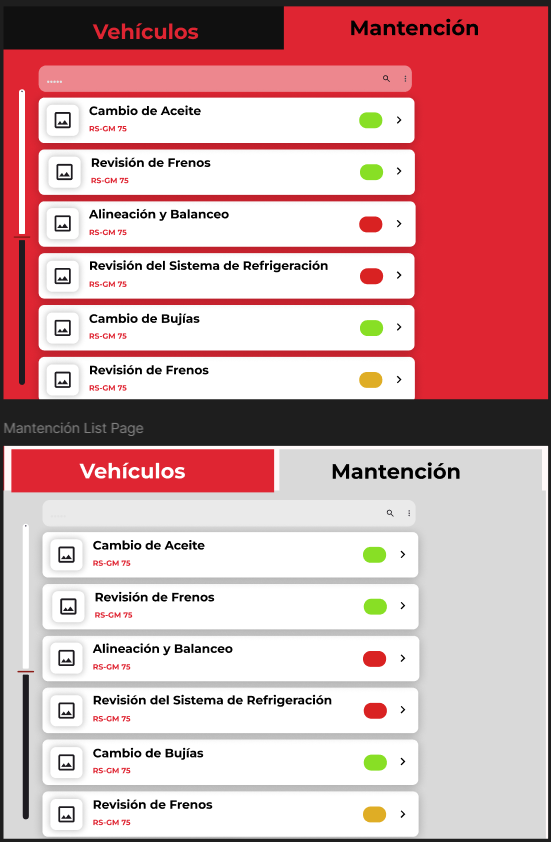 Vehículos
Mantención
.....
Cambio de Aceite
RS-GM 75
Revisión de Frenos
RS-GM 75
Alineación y Balanceo
RS-GM 75
Revisión del Sistema de Refrigeración
RS-GM 75
Cambio de Bujías
RS-GM 75
Revisión de Frenos
RS-GM 75
Mantención List Page
Vehículos
Mantención
.....
Cambio de Aceite
RS-GM 75
Revisión de Frenos
RS-GM 75
Alineación y Balanceo
RS-GM 75
Revisión del Sistema de Refrigeración
RS-GM 75
Cambio de Bujías
RS-GM 75
Revisión de Frenos
RS-GM 75